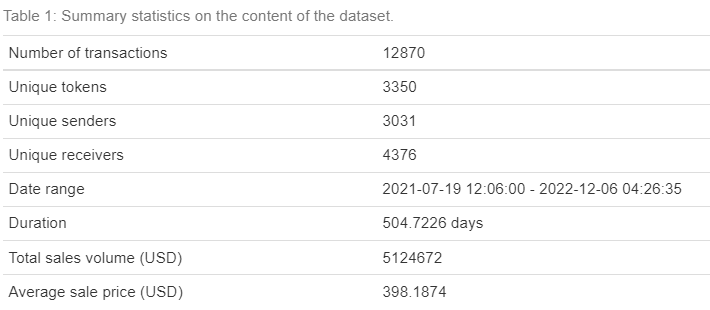 Table 1: Summary statistics on the content of the dataset.
Number of transactions 12870
Unique tokens 3350
Unique senders 3031
Unique receivers 4376
Date range 2021-07-19 12:06:00 - 2022-12-06 04:26:35
Duration 504.7226 days
Total sales volume (USD) 5124672
Average sale price (USD) 398.1874